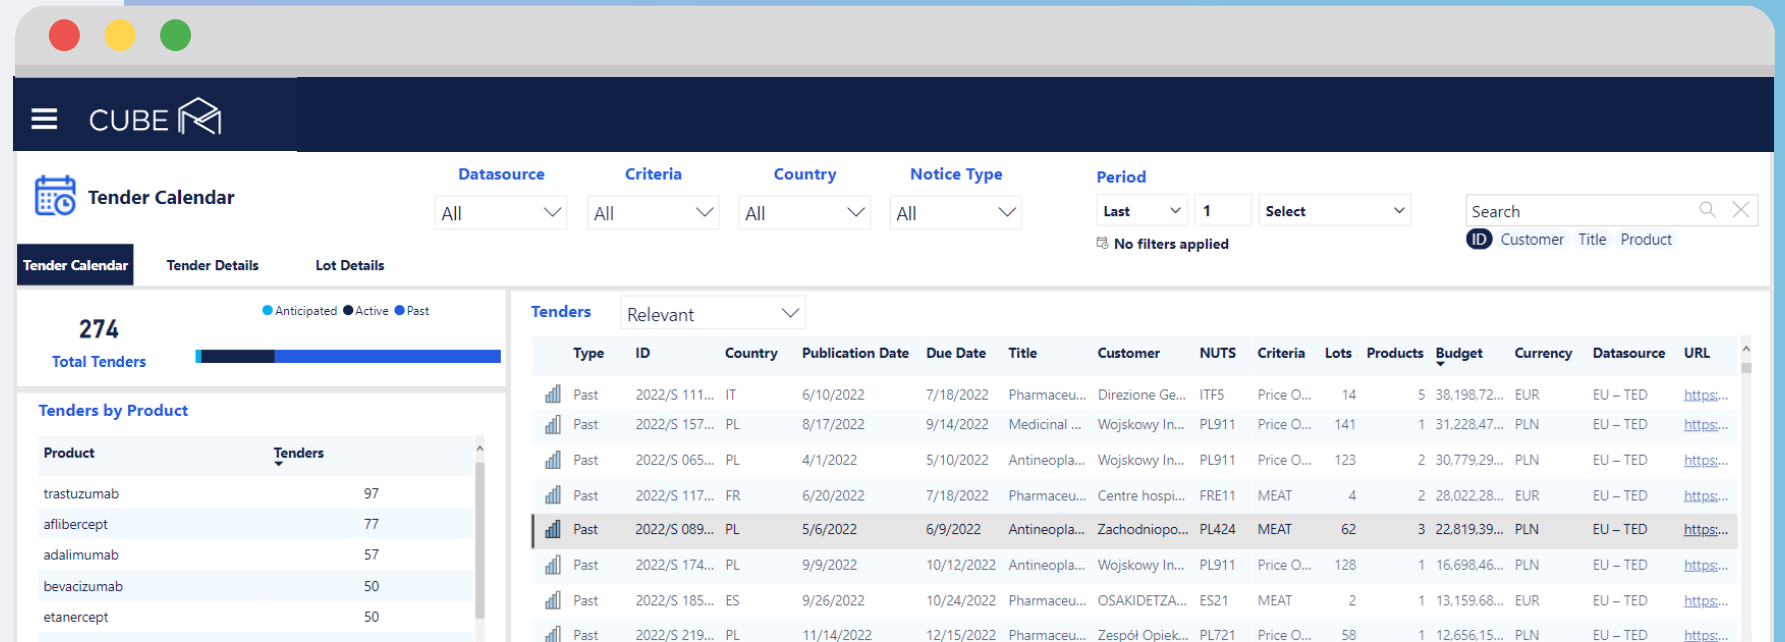 CUBE
Tender Calendar
Datasource Criteria Country Notice Type Period
All All All All Last 1 Select Search
No filters applied
ID Customer Title Product
Tender Calendar Tender Details Lot Details
274
Total Tenders
Anticipated Active Past
Tenders by Product
Product Tenders
trastuzumab 97
aflibercept 77
adalimumab 57
bevacizumab 50
etanercept 50
Tenders Relevant
Type ID Country Publication Date Due Date Title Customer NUTS Criteria Lots Products Budget Currency Datasource URL
Past 2022/S 111... IT 6/10/2022 7/18/2022 Pharmaceu... Direzione Ge... ITF5 Price O... 14 5 38,198,72... EUR EU – TED https:...
Past 2022/S 157... PL 8/17/2022 9/14/2022 Medicinal ... Wojskowy In... PL911 Price O... 141 1 31,228,47... PLN EU – TED https:...
Past 2022/S 065... PL 4/1/2022 5/10/2022 Antineopla... Wojskowy In... PL911 Price O... 123 2 30,779,29... PLN EU – TED https:...
Past 2022/S 117... FR 6/20/2022 7/18/2022 Pharmaceu... Centre hospi... FRE11 MEAT 4 2 28,022,28... EUR EU – TED https:...
Past 2022/S 089... PL 5/6/2022 6/9/2022 Antineopla... Zachodniopo... PL424 MEAT 62 3 22,819,39... PLN EU – TED https:...
Past 2022/S 174... PL 9/9/2022 10/12/2022 Antineopla... Wojskowy In... PL911 Price O... 128 1 16,698,46... PLN EU – TED https:...
Past 2022/S 185... ES 9/26/2022 10/24/2022 Pharmaceu... OSAKIDETZA... ES21 MEAT 2 1 13,159,68... EUR EU – TED https:...
Past 2022/S 219... PL 11/14/2022 12/15/2022 Pharmaceu... Zespół Opiek... PL721 Price O... 58 1 12,656,15... PLN EU – TED https:...